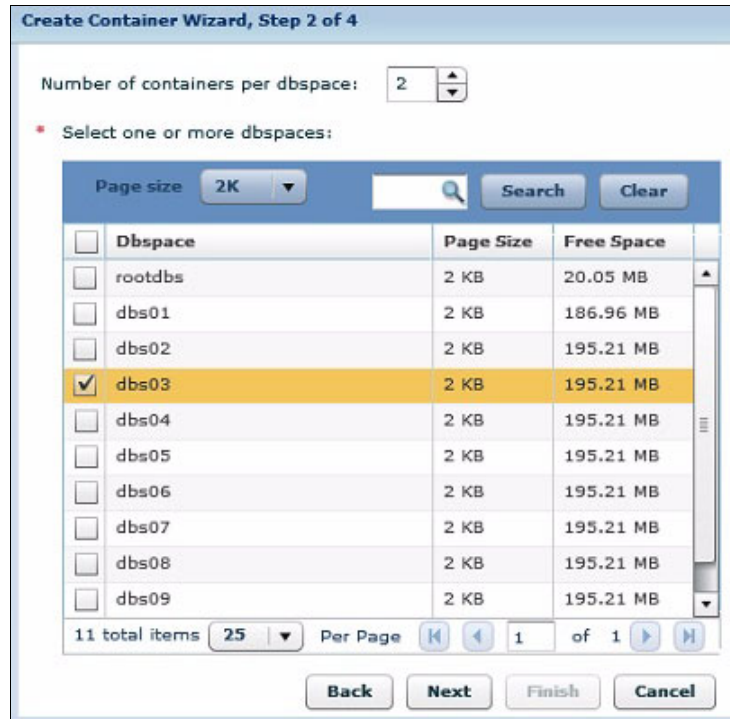 Create Container Wizard, Step 2 of 4
Number of containers per dbspace: 2
* Select one or more dbspaces:
Page size 2K Search Clear
Dbspace Page Size Free Space
rootdbs 2 KB 20.05 MB
dbs01 2 KB 186.96 MB
dbs02 2 KB 195.21 MB
dbs03 2 KB 195.21 MB
dbs04 2 KB 195.21 MB
dbs05 2 KB 195.21 MB
dbs06 2 KB 195.21 MB
dbs07 2 KB 195.21 MB
dbs08 2 KB 195.21 MB
dbs09 2 KB 195.21 MB
11 total items 25 Per Page 1 of 1
Back Next Finish Cancel